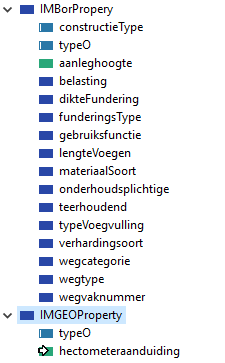 IMBorPropery
constructieType
typeO
aanleghoogte
belasting
dikteFundering
funderingsType
gebruiksfunctie
lengteVoegen
materiaalSoort
onderhoudsplichtige
teerhoudend
typeVoegvulling
verhardingsoort
wegcategorie
wegtype
wegvaknummer
IMGEOProperty
typeO
hectometeraanduiding